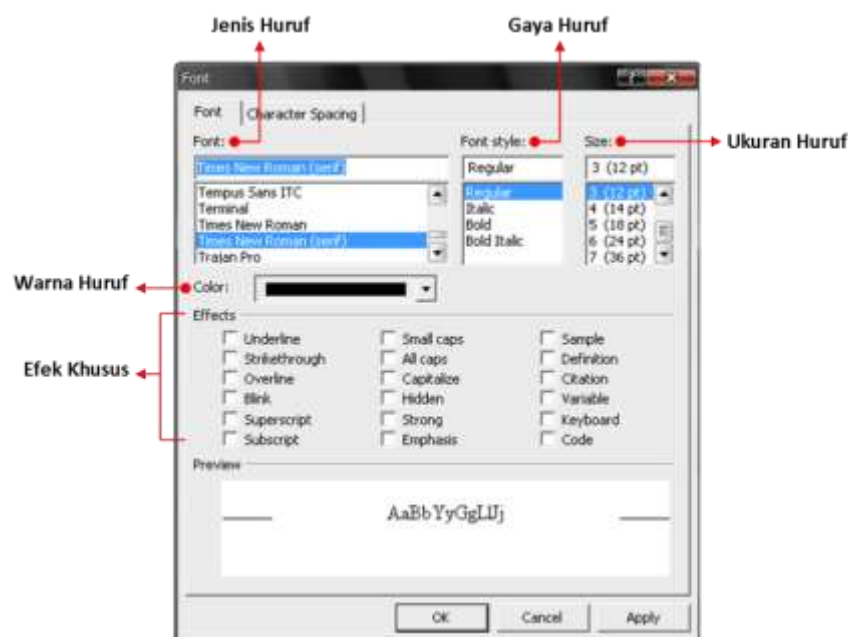 Jenis Huruf Gaya Huruf
Font
Font Character Spacing
Font: Font style: Size: Ukuran Huruf
Times New Roman (serif) Regular 3 (12 pt)
Tempus Sans ITC Regular 3 (12 pt)
Terminal Italic 4 (14 pt)
Times New Roman Bold 5 (18 pt)
Times New Roman (serif) Bold Italic 6 (24 pt)
Trajan Pro 7 (36 pt)
Warna Huruf Color:
Effects
Underline Small caps Sample
Strikethrough All caps Definition
Efek Khusus Overline Capitalize Citation
Blink Hidden Variable
Superscript Strong Keyboard
Subscript Emphasis Code
Preview
AaBbYyGgLlJj
OK Cancel Apply